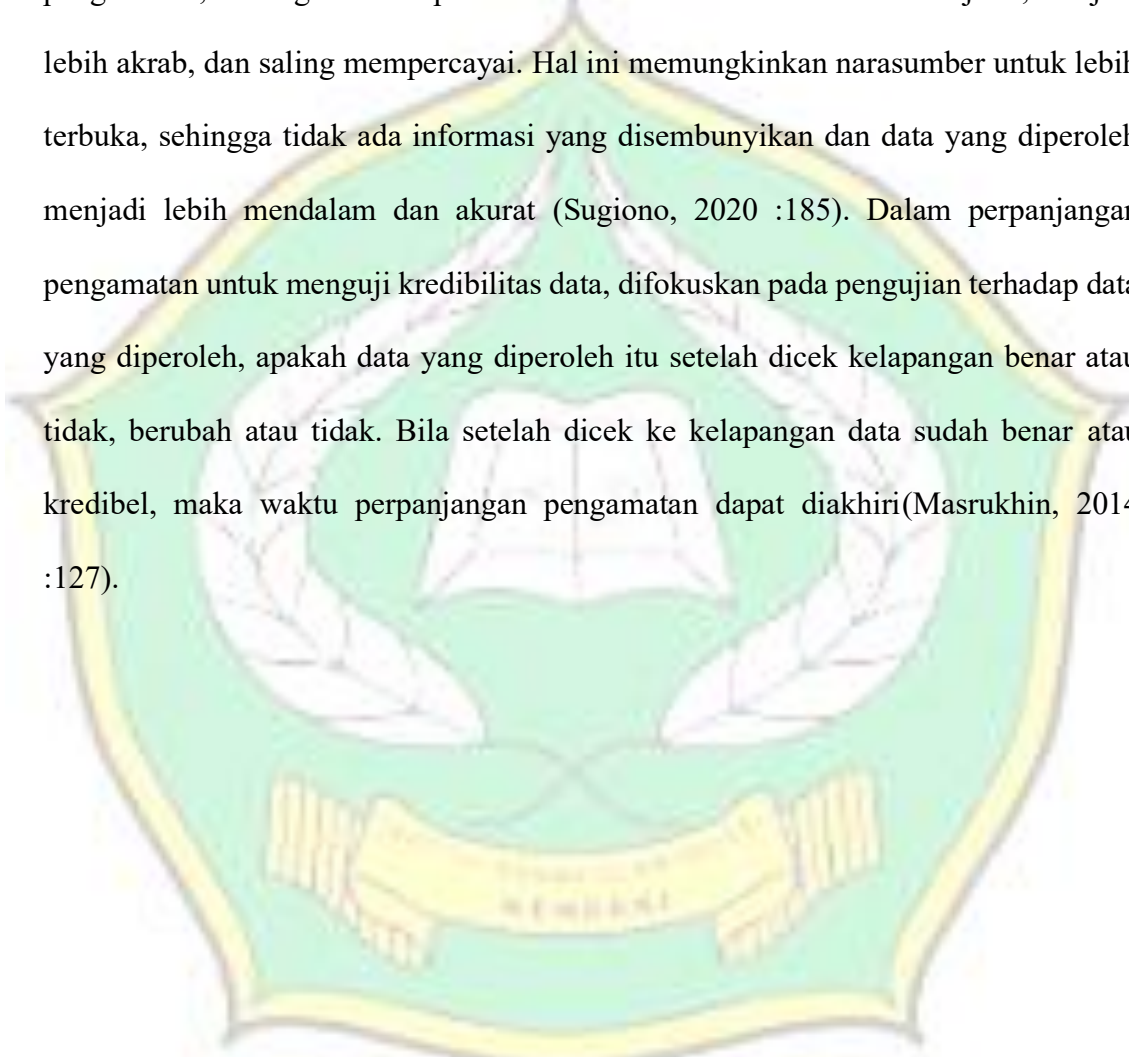 lebih akrab, dan saling mempercayai. Hal ini memungkinkan narasumber untuk lebih
terbuka, sehingga tidak ada informasi yang disembunyikan dan data yang diperoleh
menjadi lebih mendalam dan akurat (Sugiono, 2020 :185). Dalam perpanjangan
pengamatan untuk menguji kredibilitas data, difokuskan pada pengujian terhadap data
yang diperoleh, apakah data yang diperoleh itu setelah dicek kelapangan benar atau
tidak, berubah atau tidak. Bila setelah dicek ke kelapangan data sudah benar atau
kredibel, maka waktu perpanjangan pengamatan dapat diakhiri(Masrukhin, 2014
:127).